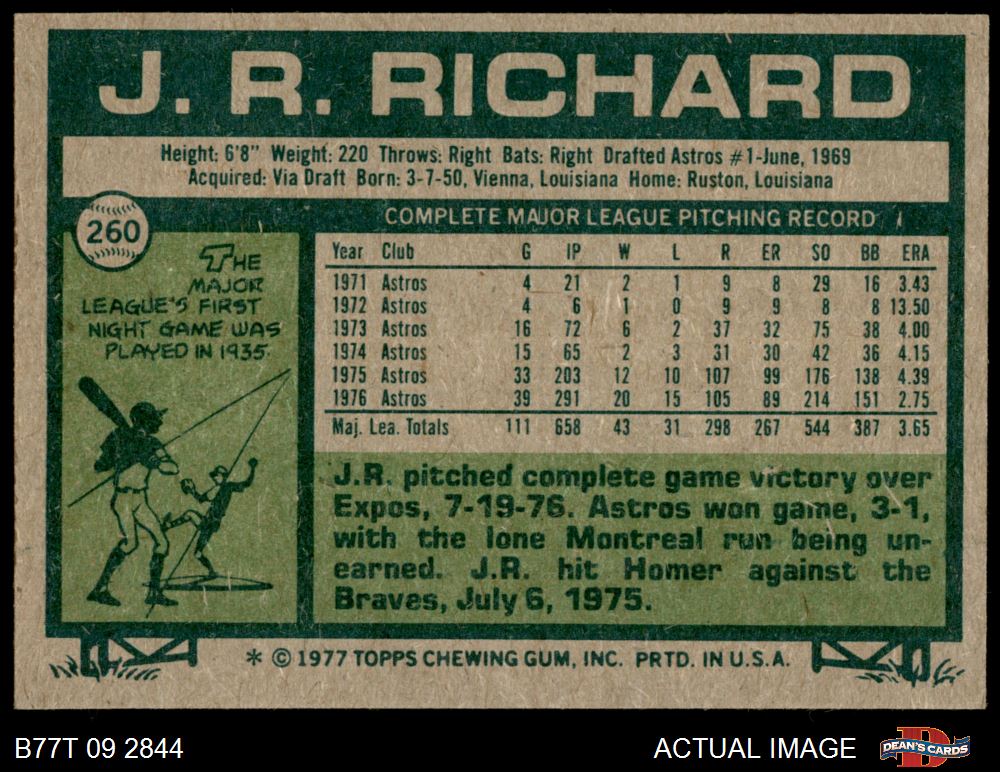 J. R. RICHARD
Height: 6'8" Weight: 220 Throws: Right Bats: Right Drafted Astros #1-June, 1969
Acquired: Via Draft Born: 3-7-50, Vienna, Louisiana Home: Ruston, Louisiana
260
THE
MAJOR
LEAGUE'S FIRST
NIGHT GAME WAS
PLAYED IN 1935.
COMPLETE MAJOR LEAGUE PITCHING RECORD
Year Club G IP W L R ER SO BB ERA
1971 Astros 4 21 2 1 9 8 29 16 3.43
1972 Astros 4 6 1 0 9 9 8 8 13.50
1973 Astros 16 72 6 2 37 32 75 38 4.00
1974 Astros 15 65 2 3 31 30 42 36 4.15
1975 Astros 33 203 12 10 107 99 176 138 4.39
1976 Astros 39 291 20 15 105 89 214 151 2.75
Maj. Lea. Totals 111 658 43 31 298 267 544 387 3.65
J.R. pitched complete game victory over
Expos, 7-19-76. Astros won game, 3-1,
with the lone Montreal run being un-
earned. J.R. hit Homer against the
Braves, July 6, 1975.
* © 1977 TOPPS CHEWING GUM, INC. PRTD. IN U.S.A.
B77T 09 2844
ACTUAL IMAGE
D
DEAN'S CARDS